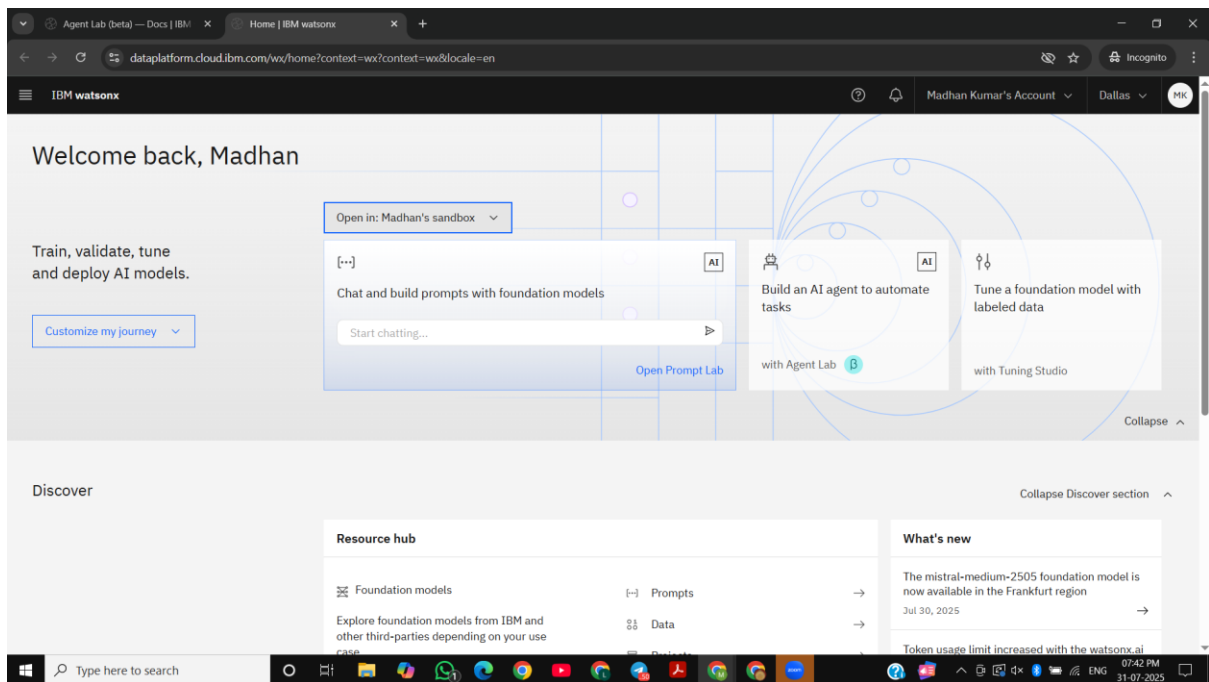 Agent Lab (beta) — Docs | IBM
Home | IBM watsonx
dataplatform.cloud.ibm.com/wx/home?context=wx?context=wx&locale=en
Incognito
IBM watsonx
Madhan Kumar's Account
Dallas
MK
Welcome back, Madhan
Open in: Madhan's sandbox
Train, validate, tune
and deploy AI models.
Customize my journey
[...]
AI
Chat and build prompts with foundation models
Start chatting...
Open Prompt Lab
AI
Build an AI agent to automate
tasks
with Agent Lab β
Tune a foundation model with
labeled data
with Tuning Studio
Collapse
Discover
Collapse Discover section
Resource hub
Foundation models
Explore foundation models from IBM and
other third-parties depending on your use
case
Prompts
Data
Projects
What's new
The mistral-medium-2505 foundation model is
now available in the Frankfurt region
Jul 30, 2025
Token usage limit increased with the watsonx.ai
Type here to search
ENG
07:42 PM
31-07-2025